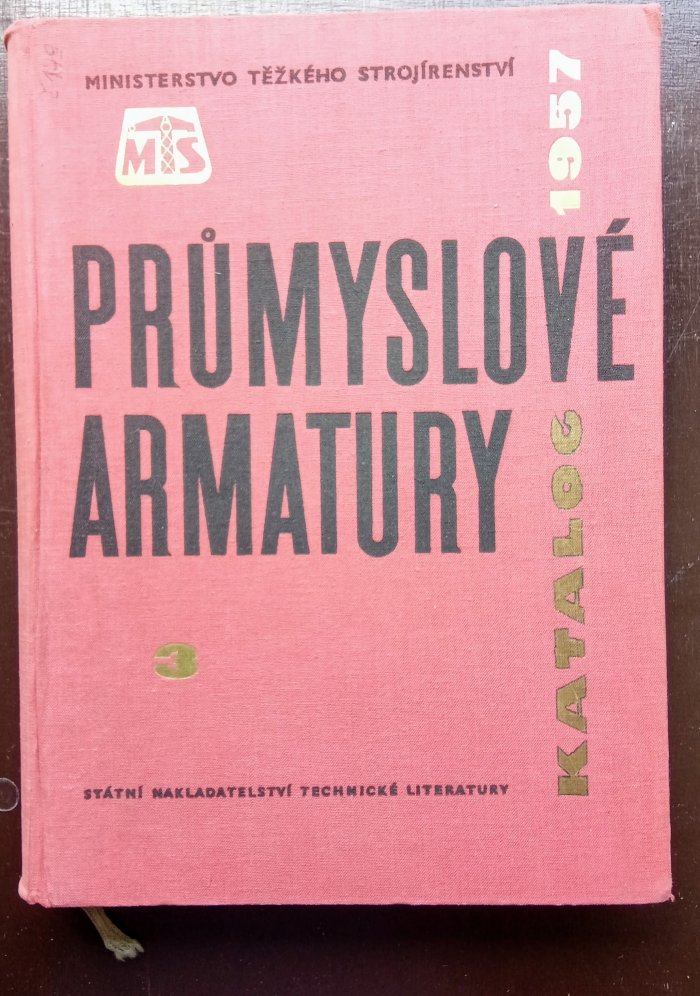 MINISTERSTVO TĚŽKÉHO STROJÍRENSTVÍ
MTS
PRŮMYSLOVÉ
ARMATURY
KATALOG 1957
3
STÁTNÍ NAKLADATELSTVÍ TECHNICKÉ LITERATURY